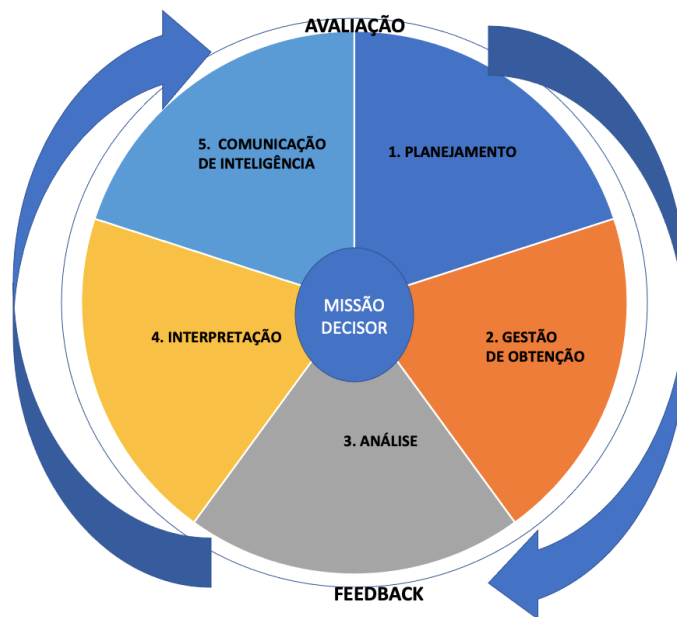 AVALIAÇÃO
1. PLANEJAMENTO
2. GESTÃO
DE OBTENÇÃO
3. ANÁLISE
4. INTERPRETAÇÃO
5. COMUNICAÇÃO
DE INTELIGÊNCIA
MISSÃO
DECISOR
FEEDBACK